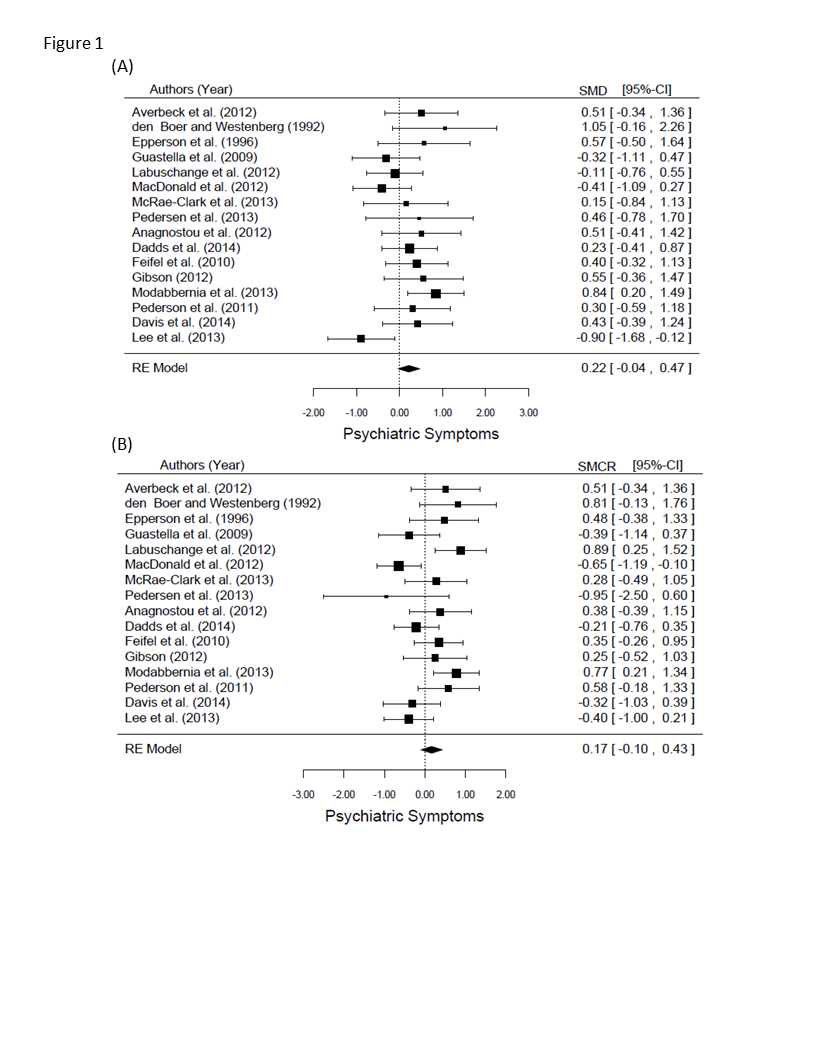 Figure 1
(A)
Authors (Year) SMD [95%-CI]
Averbeck et al. (2012) 0.51 [ -0.34 , 1.36 ]
den Boer and Westenberg (1992) 1.05 [ -0.16 , 2.26 ]
Epperson et al. (1996) 0.57 [ -0.50 , 1.64 ]
Guastella et al. (2009) -0.32 [ -1.11 , 0.47 ]
Labuschange et al. (2012) -0.11 [ -0.76 , 0.55 ]
MacDonald et al. (2012) -0.41 [ -1.09 , 0.27 ]
McRae-Clark et al. (2013) 0.15 [ -0.84 , 1.13 ]
Pedersen et al. (2013) 0.46 [ -0.78 , 1.70 ]
Anagnostou et al. (2012) 0.51 [ -0.41 , 1.42 ]
Dadds et al. (2014) 0.23 [ -0.41 , 0.87 ]
Feifel et al. (2010) 0.40 [ -0.32 , 1.13 ]
Gibson (2012) 0.55 [ -0.36 , 1.47 ]
Modabbernia et al. (2013) 0.84 [ 0.20 , 1.49 ]
Pederson et al. (2011) 0.30 [ -0.59 , 1.18 ]
Davis et al. (2014) 0.43 [ -0.39 , 1.24 ]
Lee et al. (2013) -0.90 [ -1.68 , -0.12 ]
RE Model 0.22 [ -0.04 , 0.47 ]
-2.00 -1.00 0.00 1.00 2.00 3.00
Psychiatric Symptoms
(B)
Authors (Year) SMCR [95%-CI]
Averbeck et al. (2012) 0.51 [ -0.34 , 1.36 ]
den Boer and Westenberg (1992) 0.81 [ -0.13 , 1.76 ]
Epperson et al. (1996) 0.48 [ -0.38 , 1.33 ]
Guastella et al. (2009) -0.39 [ -1.14 , 0.37 ]
Labuschange et al. (2012) 0.89 [ 0.25 , 1.52 ]
MacDonald et al. (2012) -0.65 [ -1.19 , -0.10 ]
McRae-Clark et al. (2013) 0.28 [ -0.49 , 1.05 ]
Pedersen et al. (2013) -0.95 [ -2.50 , 0.60 ]
Anagnostou et al. (2012) 0.38 [ -0.39 , 1.15 ]
Dadds et al. (2014) -0.21 [ -0.76 , 0.35 ]
Feifel et al. (2010) 0.35 [ -0.26 , 0.95 ]
Gibson (2012) 0.25 [ -0.52 , 1.03 ]
Modabbernia et al. (2013) 0.77 [ 0.21 , 1.34 ]
Pederson et al. (2011) 0.58 [ -0.18 , 1.33 ]
Davis et al. (2014) -0.32 [ -1.03 , 0.39 ]
Lee et al. (2013) -0.40 [ -1.00 , 0.21 ]
RE Model 0.17 [ -0.10 , 0.43 ]
-3.00 -2.00 -1.00 0.00 1.00 2.00
Psychiatric Symptoms